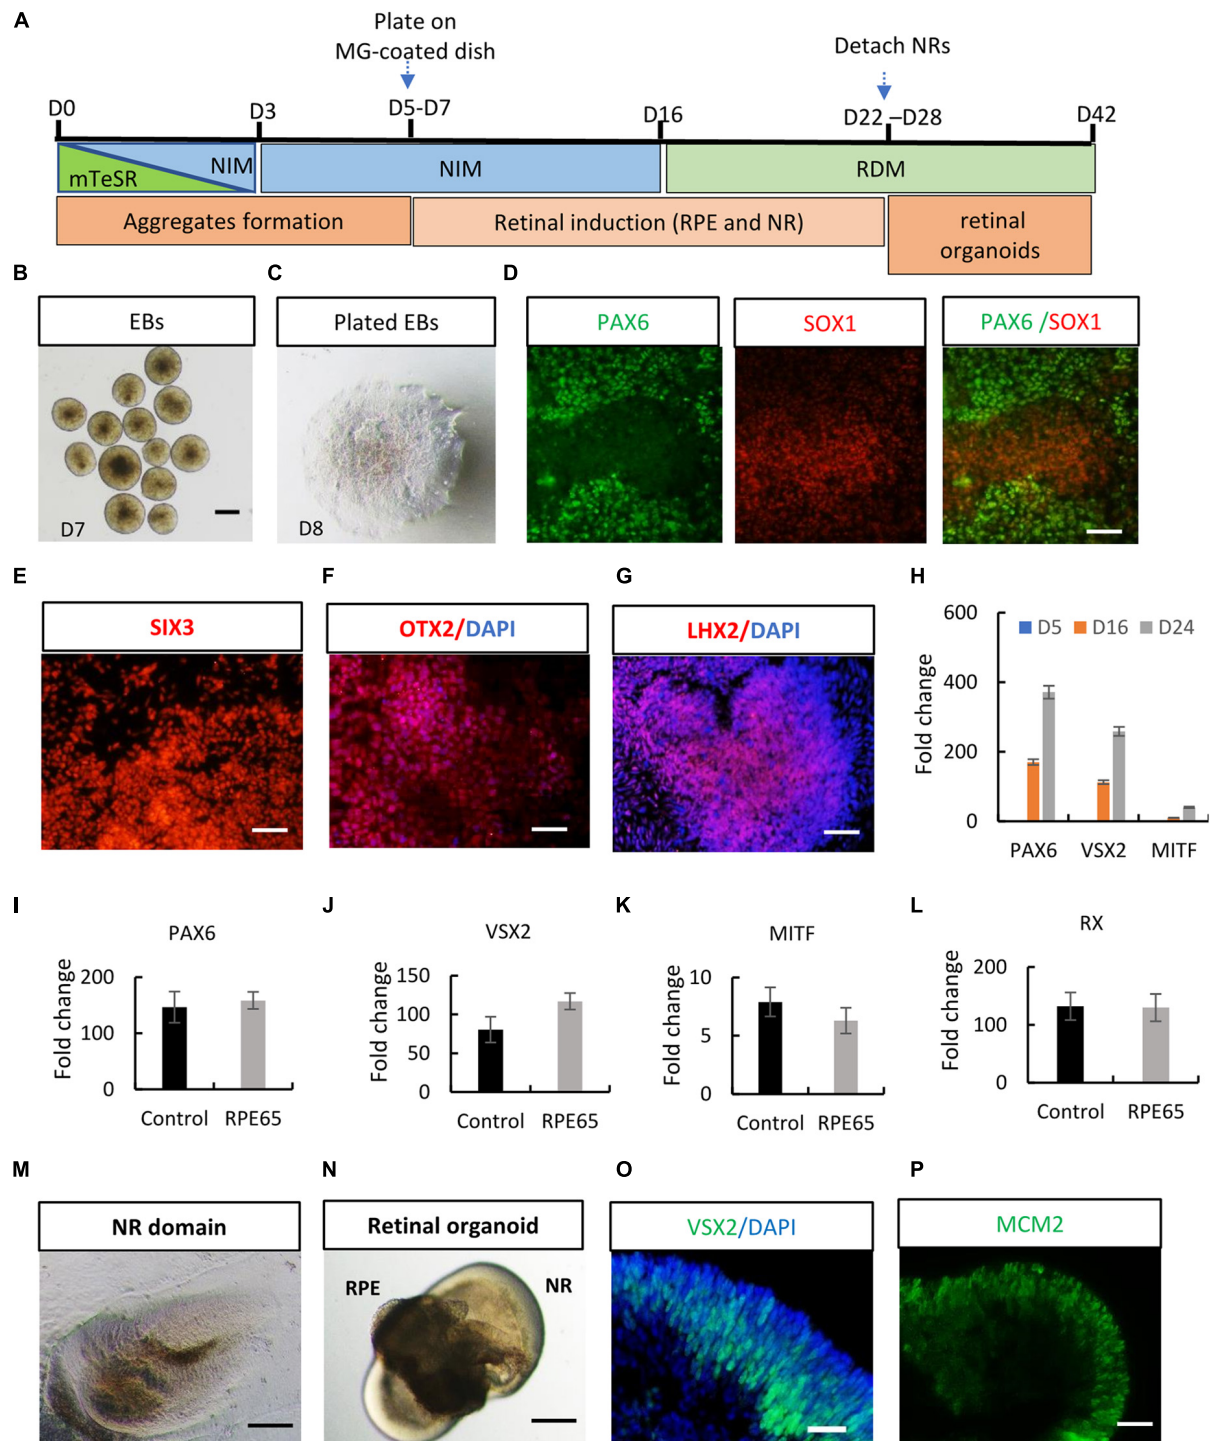 A
Plate on
MG-coated dish
Detach NRs
D0
D3
D5-D7
D16
D22 –D28
D42
mTeSR
NIM
NIM
RDM
Aggregates formation
Retinal induction (RPE and NR)
retinal
organoids
B
C
D
EBs
Plated EBs
PAX6
SOX1
PAX6 /SOX1
D7
D8
E
F
G
H
SIX3
OTX2/DAPI
LHX2/DAPI
600
400
200
0
Fold change
D5
D16
D24
PAX6
VSX2
MITF
I
J
K
L
PAX6
200
100
0
Fold change
Control
RPE65
VSX2
150
100
50
0
Fold change
Control
RPE65
MITF
10
5
0
Fold change
Control
RPE65
RX
200
100
0
Fold change
Control
RPE65
M
N
O
P
NR domain
Retinal organoid
VSX2/DAPI
MCM2
RPE
NR